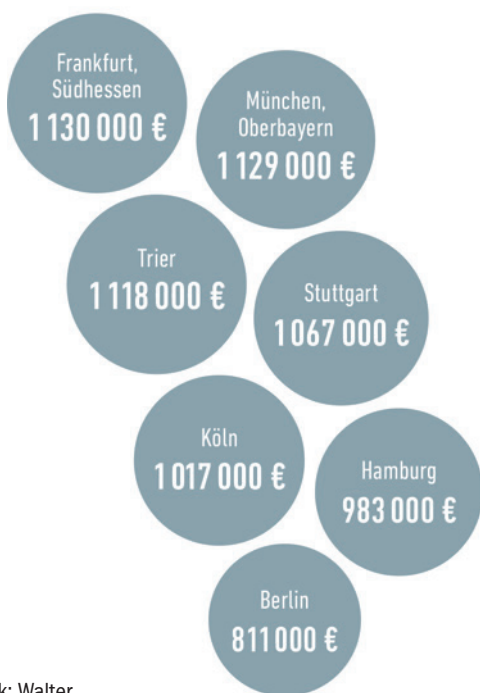 Frankfurt,
Südhessen
1 130 000 €
München,
Oberbayern
1 129 000 €
Trier
1 118 000 €
Stuttgart
1 067 000 €
Köln
1 017 000 €
Hamburg
983 000 €
Berlin
811 000 €
Walter